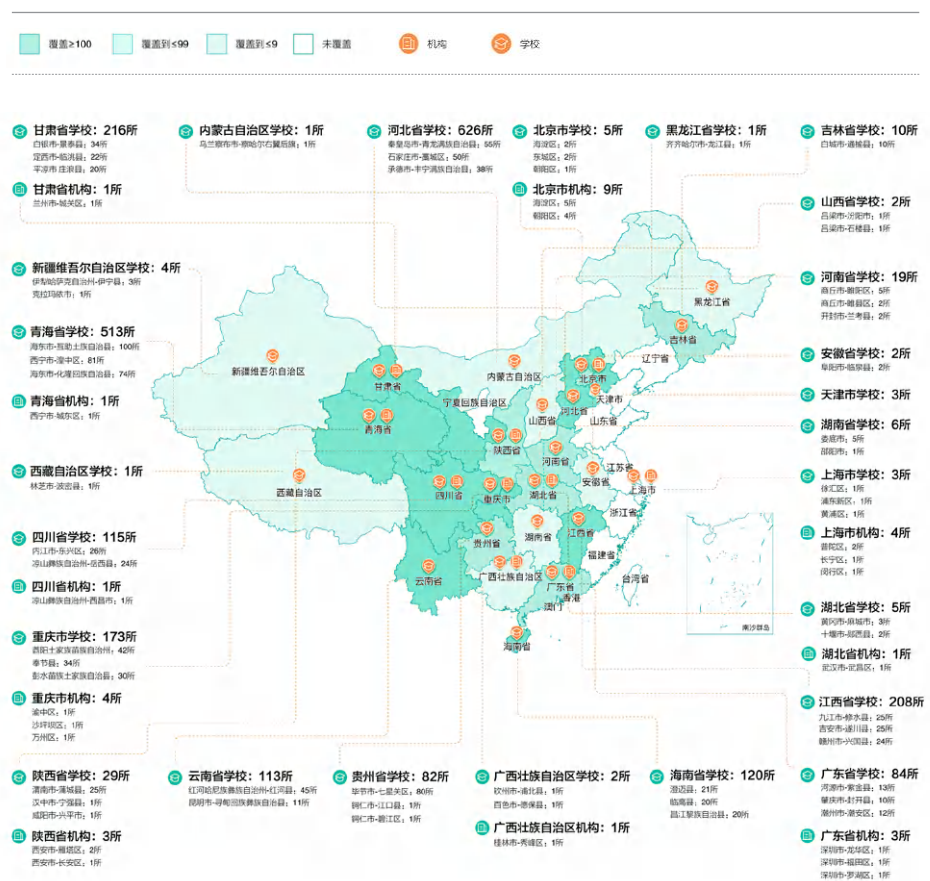 覆盖≥100
覆盖到≤99
覆盖到≤9
未覆盖
机构
学校
甘肃省学校：216所
白银市-景泰县：34所
定西市-临洮县：22所
平凉市 庄浪县：20所
甘肃省机构：1所
兰州市-城关区：1所
内蒙古自治区学校：1所
乌兰察布市-察哈尔右翼后旗：1所
河北省学校：626所
秦皇岛市-青龙满族自治县：55所
石家庄市-藁城区：50所
承德市-丰宁满族自治县：38所
北京市学校：5所
海淀区：2所
东城区：2所
朝阳区：1所
北京市机构：9所
海淀区：5所
朝阳区：4所
黑龙江省学校：1所
齐齐哈尔市-龙江县：1所
吉林省学校：10所
白城市-通榆县：10所
山西省学校：2所
吕梁市-汾阳市：1所
吕梁市-石楼县：1所
新疆维吾尔自治区学校：4所
伊犁哈萨克自治州-伊宁县：3所
克拉玛依市：1所
河南省学校：19所
商丘市-睢阳区：5所
商丘市-睢县区：2所
开封市-兰考县：2所
青海省学校：513所
海东市-互助土族自治县：100所
西宁市-湟中区：81所
海东市-化隆回族自治县：74所
安徽省学校：2所
阜阳市-临泉县：2所
天津市学校：3所
青海省机构：1所
西宁市-城东区：1所
湖南省学校：6所
娄底市：5所
邵阳市：1所
西藏自治区学校：1所
林芝市-波密县：1所
上海市学校：3所
徐汇区：1所
浦东新区：1所
黄浦区：1所
四川省学校：115所
内江市-东兴区：26所
凉山彝族自治州-越西县：24所
上海市机构：4所
普陀区：2所
长宁区：1所
闵行区：1所
四川省机构：1所
凉山彝族自治州-西昌市：1所
湖北省学校：5所
黄冈市-麻城市：3所
十堰市-郧西县：2所
重庆市学校：173所
酉阳土家族苗族自治州：42所
奉节县：34所
彭水苗族土家族自治县：30所
湖北省机构：1所
武汉市-武昌区：1所
重庆市机构：4所
渝中区：1所
沙坪坝区：1所
万州区：1所
江西省学校：208所
九江市-修水县：25所
吉安市-遂川县：25所
赣州市-兴国县：24所
黑龙江省
吉林省
辽宁省
新疆维吾尔自治区
内蒙古自治区
北京市
甘肃省
宁夏回族自治区
天津市
河北省
山西省
山东省
青海省
陕西省
河南省
江苏省
安徽省
西藏自治区
四川省
重庆市
湖北省
上海市
浙江省
江西省
湖南省
贵州省
福建省
云南省
广西壮族自治区
广东省
台湾省
香港
澳门
南沙群岛
海南省
陕西省学校：29所
渭南市-蒲城县：25所
汉中市-宁强县：1所
咸阳市-兴平市：1所
陕西省机构：3所
西安市-雁塔区：2所
西安市-长安区：1所
云南省学校：113所
红河哈尼族彝族自治州-红河县：45所
昆明市-寻甸回族彝族自治县：11所
贵州省学校：82所
毕节市-七星关区：80所
铜仁市-江口县：1所
铜仁市-碧江区：1所
广西壮族自治区学校：2所
钦州市-浦北县：1所
百色市-德保县：1所
广西壮族自治区机构：1所
桂林市-秀峰区：1所
海南省学校：120所
澄迈县：21所
临高县：20所
昌江黎族自治县：20所
广东省学校：84所
河源市-紫金县：13所
肇庆市-封开县：10所
潮州市-潮安区：12所
广东省机构：3所
深圳市-龙华区：1所
深圳市-福田区：1所
深圳市-罗湖区：1所